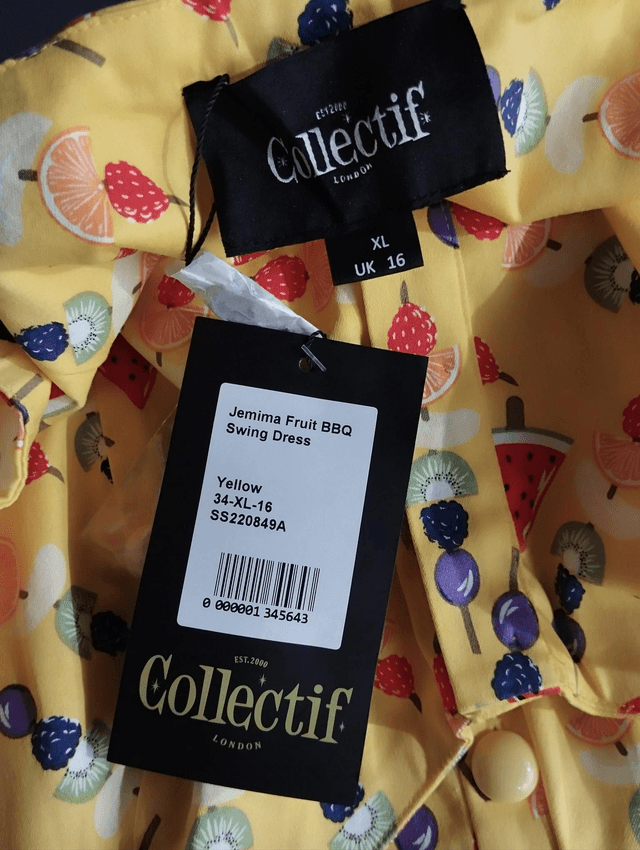 EST.2000
Collectif
LONDON
XL
UK 16
Jemima Fruit BBQ
Swing Dress
Yellow
34-XL-16
SS220849A
0 000001 345643
EST.2000
Collectif
LONDON